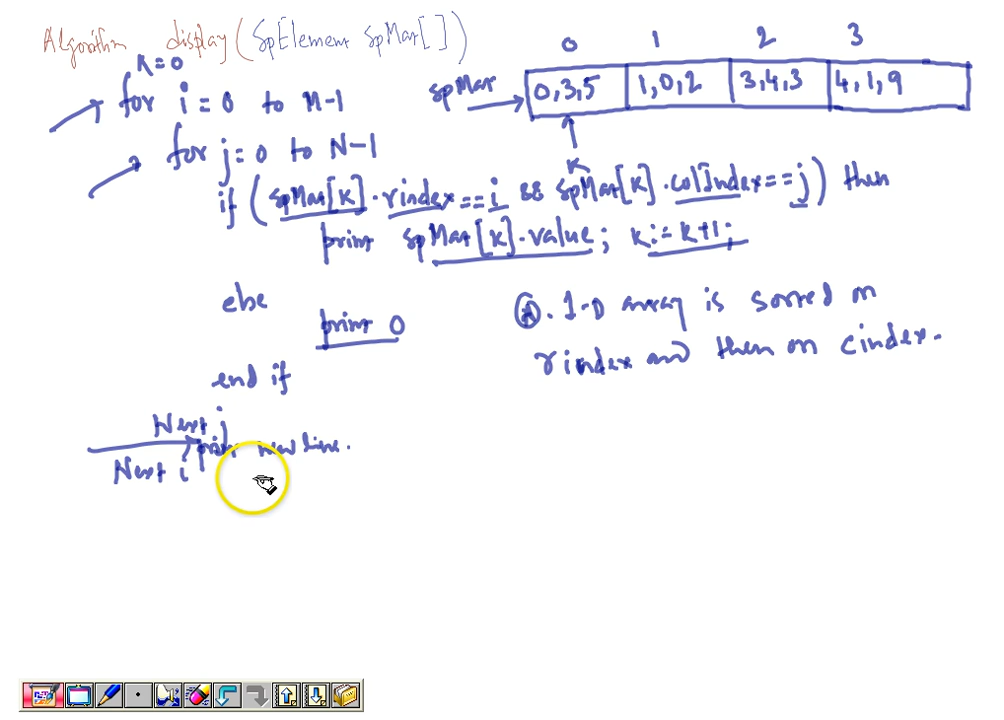 Algorithm display(SpElement SpMat[])
k=0
for i=0 to M-1
for j=0 to N-1
if (spMat[k].rindex==i && spMat[k].colIndex==j) then
print spMat[k].value; k:=k+1;
else
print 0
end if
Next j
print new line.
Next i
0 1 2 3
spMat
0,3,5 1,0,2 3,4,3 4,1,9
k
1-D array is sorted on
rindex and then on cindex.